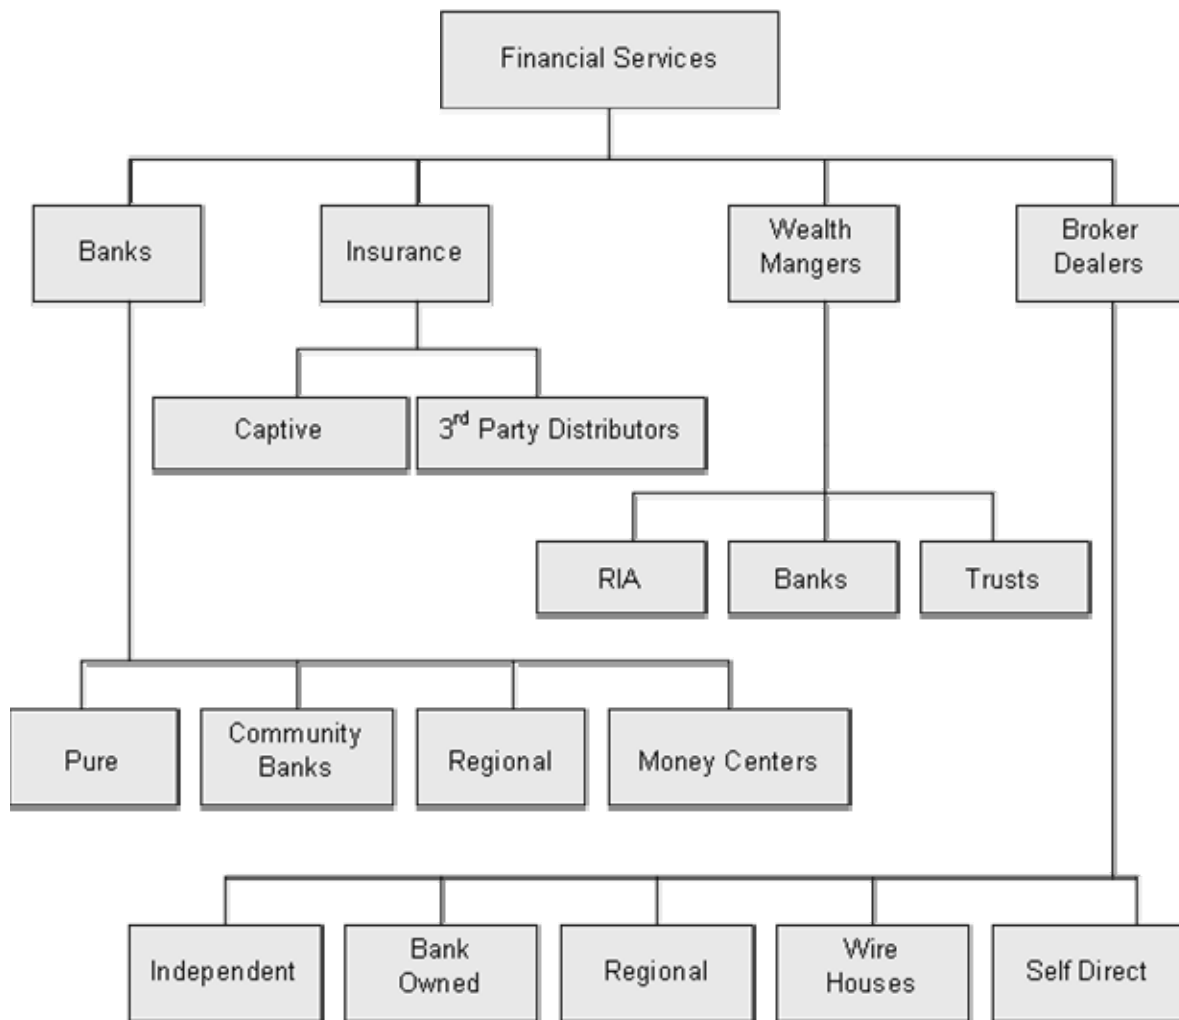 Financial Services
Banks
Insurance
Wealth
Mangers
Broker
Dealers
Captive
3rd Party Distributors
RIA
Banks
Trusts
Pure
Community
Banks
Regional
Money Centers
Independent
Bank
Owned
Regional
Wire
Houses
Self Direct